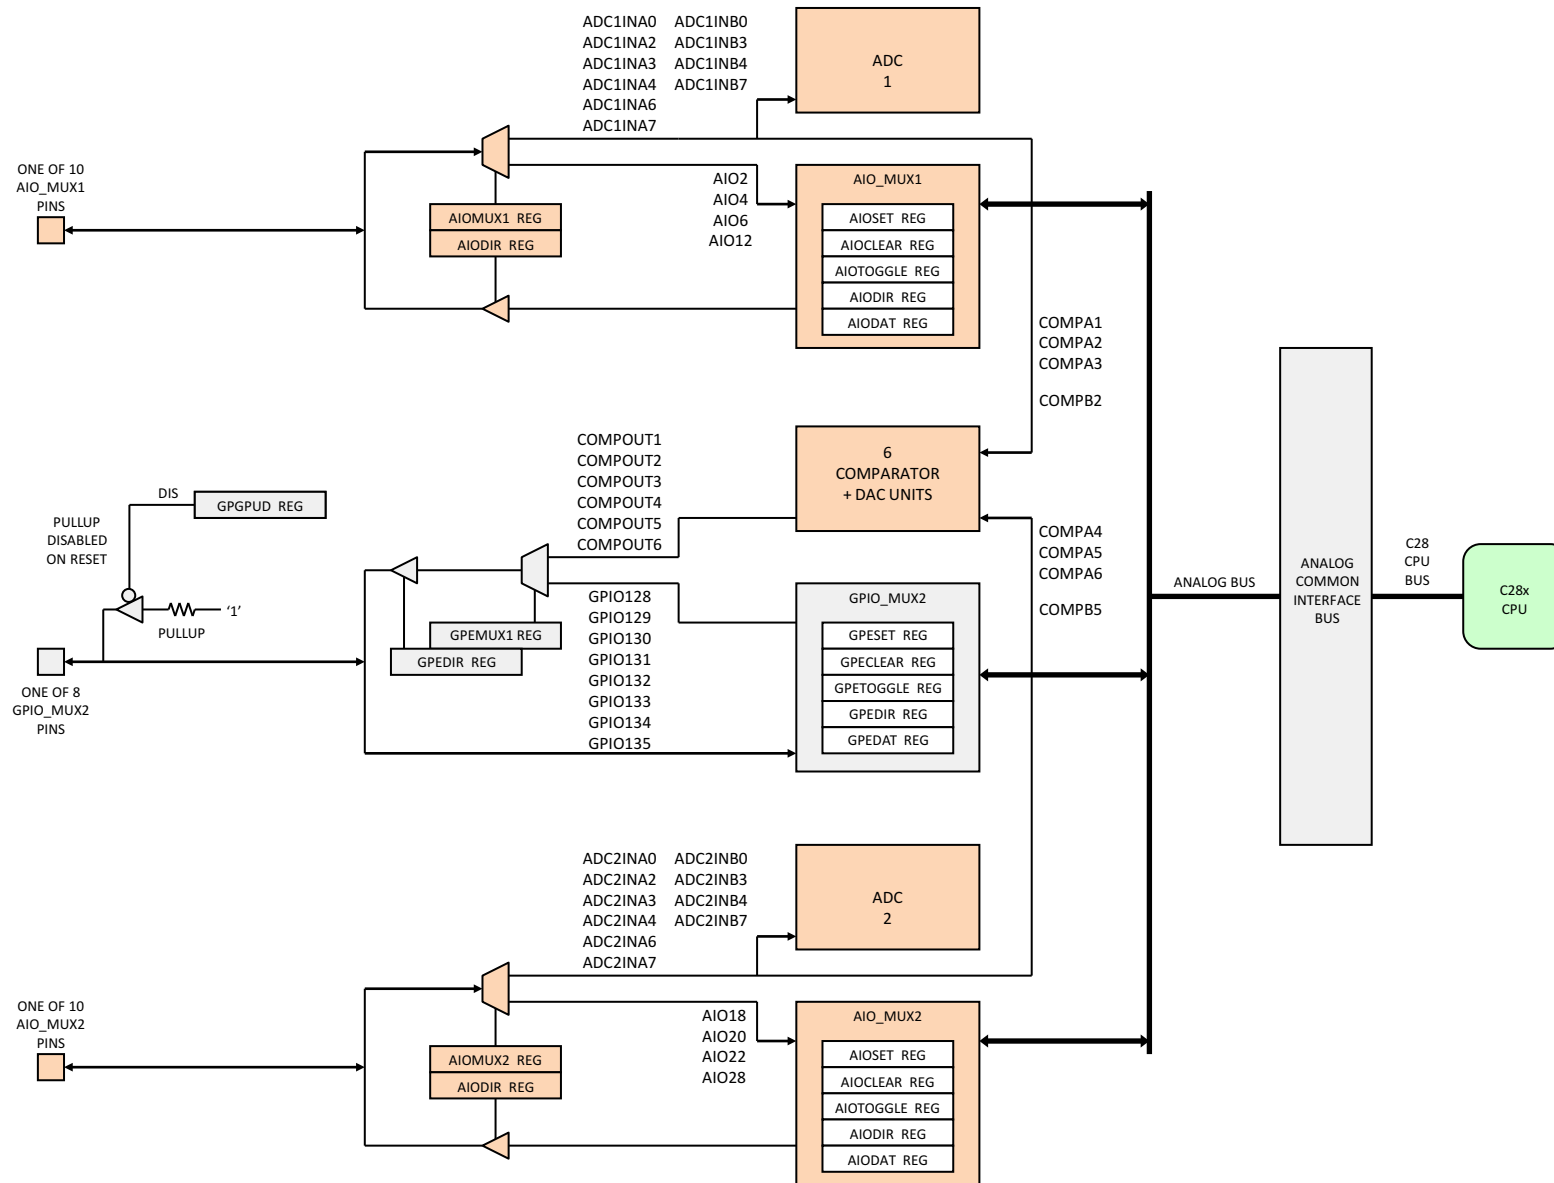 ADC1INA0 ADC1INB0
ADC1INA2 ADC1INB3
ADC1INA3 ADC1INB4
ADC1INA4 ADC1INB7
ADC1INA6
ADC1INA7
ADC
1
ONE OF 10
AIO_MUX1
PINS
AIOMUX1 REG
AIODIR REG
AIO2
AIO4
AIO6
AIO12
AIO_MUX1
AIOSET REG
AIOCLEAR REG
AIOTOGGLE REG
AIODIR REG
AIODAT REG
COMPA1
COMPA2
COMPA3
COMPB2
COMPOUT1
COMPOUT2
COMPOUT3
COMPOUT4
COMPOUT5
COMPOUT6
6
COMPARATOR
+ DAC UNITS
DIS
GPGPUD REG
PULLUP
DISABLED
ON RESET
'1'
PULLUP
ONE OF 8
GPIO_MUX2
PINS
GPEMUX1 REG
GPEDIR REG
GPIO128
GPIO129
GPIO130
GPIO131
GPIO132
GPIO133
GPIO134
GPIO135
GPIO_MUX2
GPESET REG
GPECLEAR REG
GPETOGGLE REG
GPEDIR REG
GPEDAT REG
COMPA4
COMPA5
COMPA6
COMPB5
ANALOG BUS
ANALOG
COMMON
INTERFACE
BUS
C28
CPU
BUS
C28x
CPU
ADC2INA0 ADC2INB0
ADC2INA2 ADC2INB3
ADC2INA3 ADC2INB4
ADC2INA4 ADC2INB7
ADC2INA6
ADC2INA7
ADC
2
ONE OF 10
AIO_MUX2
PINS
AIOMUX2 REG
AIODIR REG
AIO18
AIO20
AIO22
AIO28
AIO_MUX2
AIOSET REG
AIOCLEAR REG
AIOTOGGLE REG
AIODIR REG
AIODAT REG